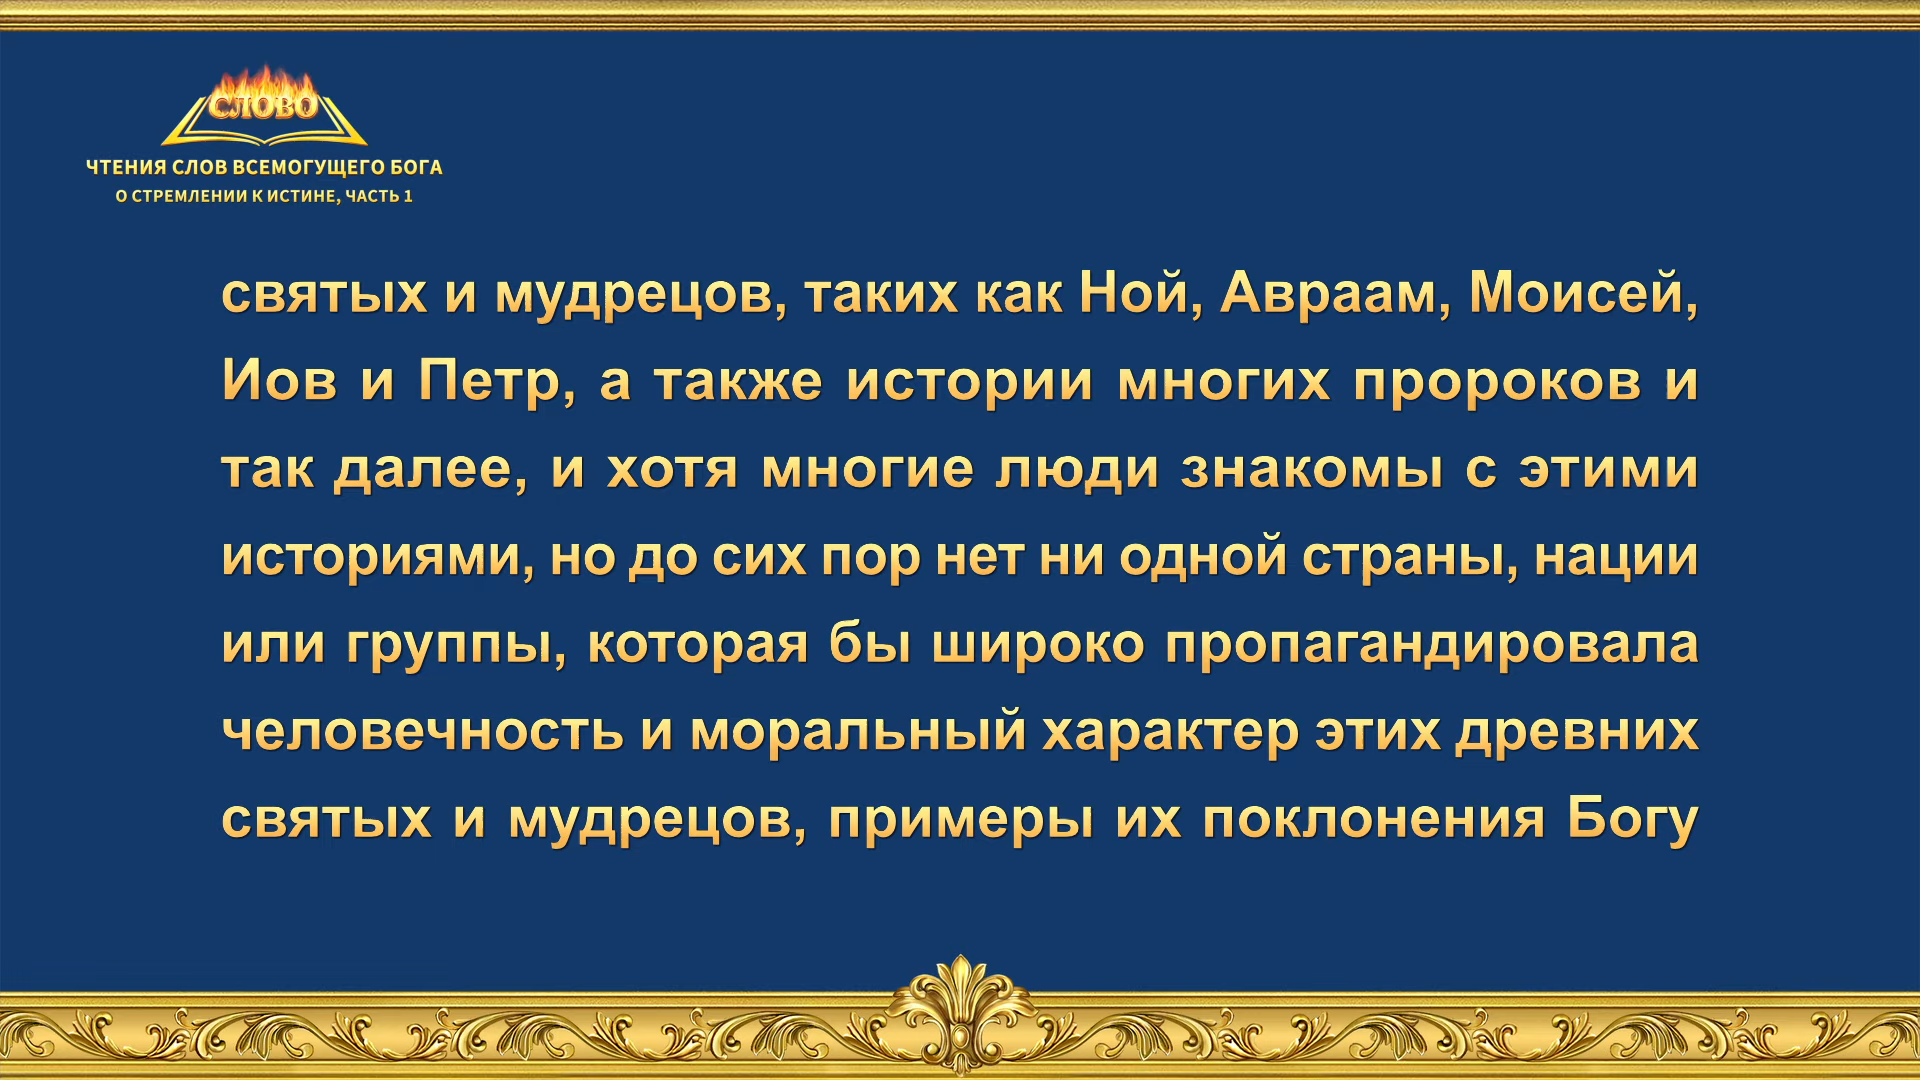 СЛОВО
ЧТЕНИЯ СЛОВ ВСЕМОГУЩЕГО БОГА
О СТРЕМЛЕНИИ К ИСТИНЕ, ЧАСТЬ 1
святых и мудрецов, таких как Ной, Авраам, Моисей,
Иов и Петр, а также истории многих пророков и
так далее, и хотя многие люди знакомы с этими
историями, но до сих пор нет ни одной страны, нации
или группы, которая бы широко пропагандировала
человечность и моральный характер этих древних
святых и мудрецов, примеры их поклонения Богу